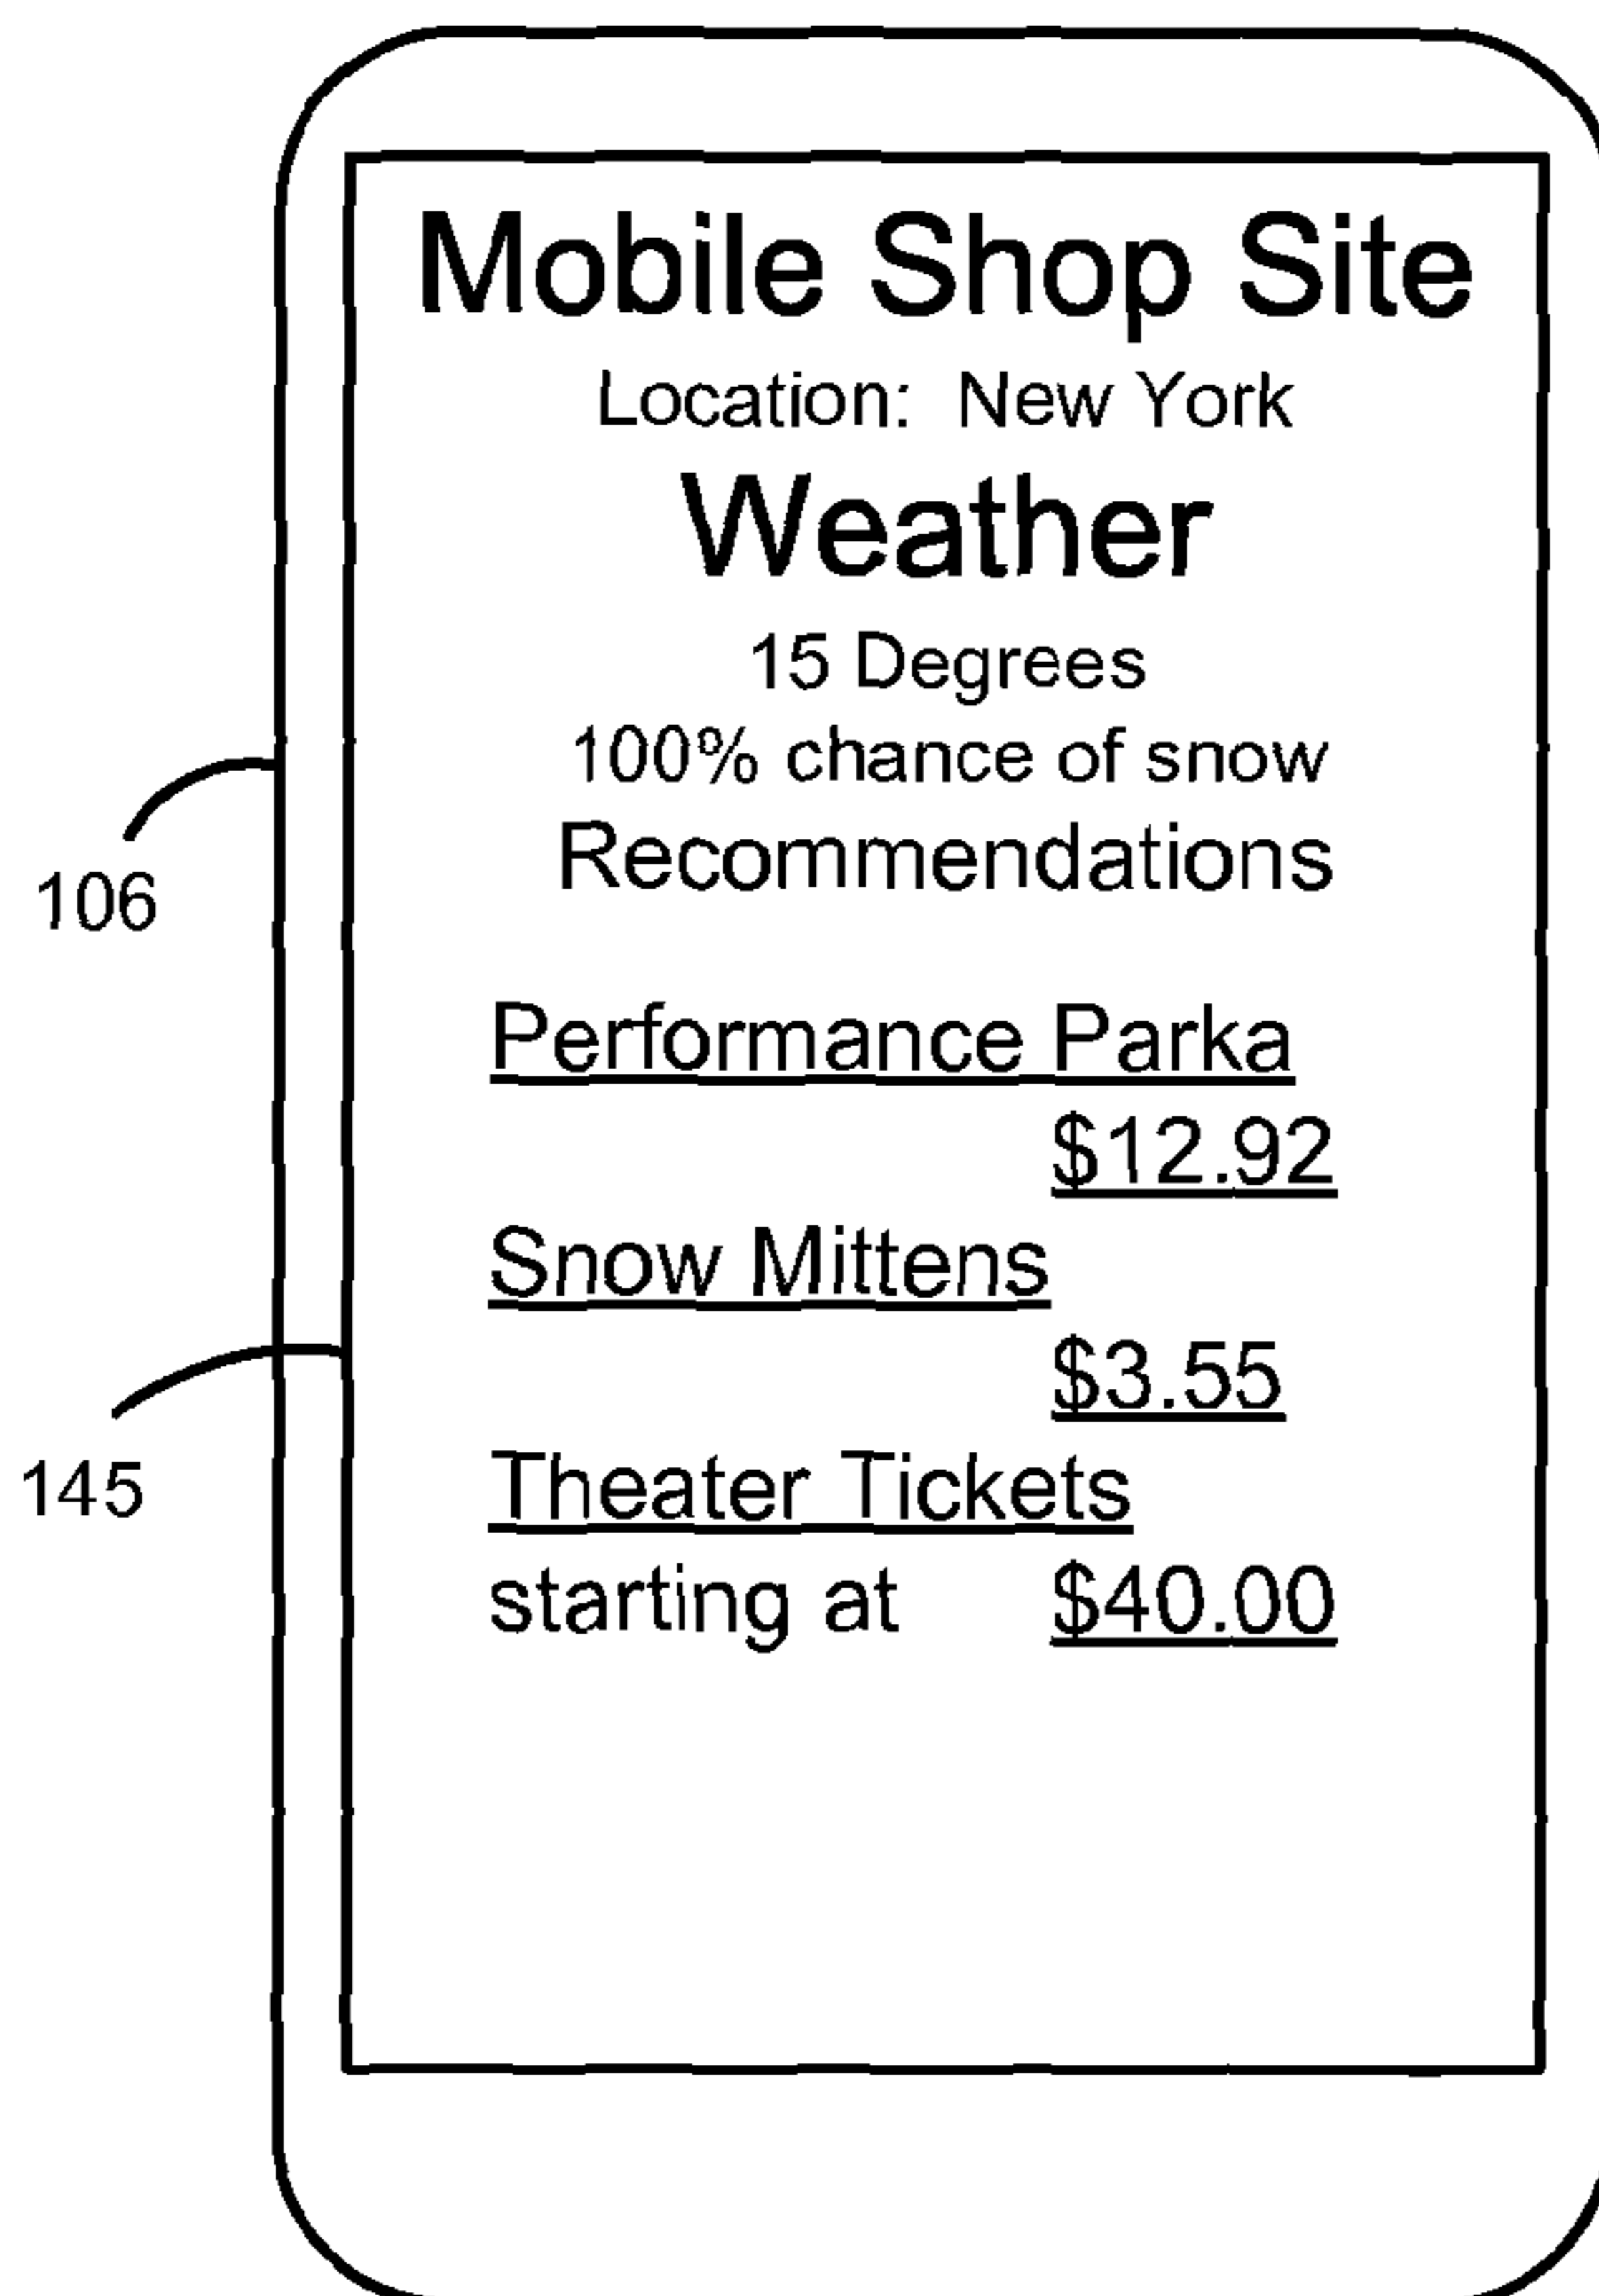 Mobile Shop Site
Location: New York
Weather
15 Degrees
100% chance of snow
Recommendations
106
Performance Parka
$12.92
Snow Mittens
$3.55
145
Theater Tickets
starting at $40.00